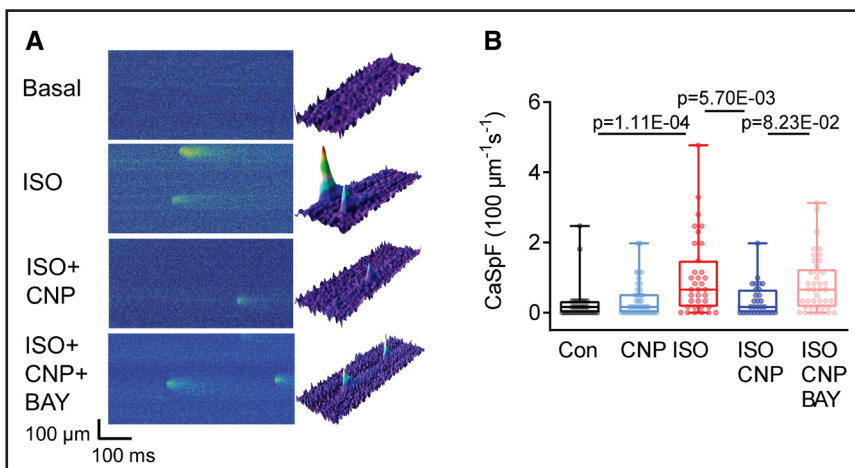 A
Basal
ISO
ISO+
CNP
ISO+
CNP+
BAY
100 µm
100 ms
B
CaSpF (100 µm⁻¹s⁻¹)
6
4
2
0
p=1.11E-04
p=5.70E-03
p=8.23E-02
Con CNP ISO ISO ISO
CNP CNP
BAY